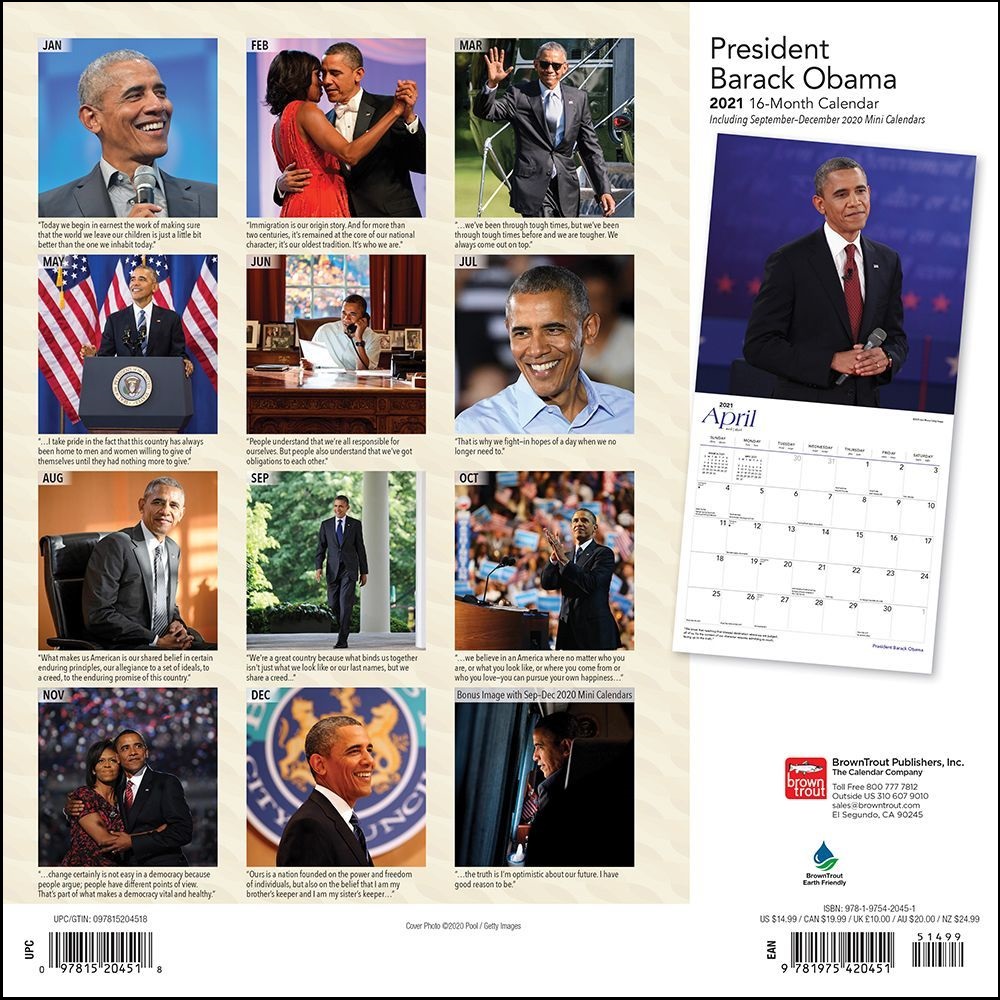 President
Barack Obama
2021 16-Month Calendar
Including September–December 2020 Mini Calendars
JAN
FEB
MAR
"Today we begin in earnest the work of making sure
that the world we leave our children is just a little bit
better than the one we inhabit today."
"Immigration is our origin story. And for more than
two centuries, it's remained at the core of our national
character; it's our oldest tradition. It's who we are."
"…we've been through tough times, but we've been
through tough times before and we are tougher. We
always come out on top."
MAY
JUN
JUL
"…I take pride in the fact that this country has always
been home to men and women willing to give of
themselves until they had nothing more to give."
"People understand that we're all responsible for
ourselves. But people also understand that we've got
obligations to each other."
"That is why we fight–in hopes of a day when we no
longer need to."
AUG
SEP
OCT
"What makes us American is our shared belief in certain
enduring principles, our allegiance to a set of ideals, to
a creed, to the enduring promise of this country."
"We're a great country because what binds us together
isn't just what we look like or our last names, but we
share a creed..."
"…we believe in an America where no matter who you
are, or what you look like, or where you come from or
who you love–you can pursue your own happiness…"
NOV
DEC
Bonus Image with Sep-Dec 2020 Mini Calendars
CITY
UNCI
"…change certainly is not easy in a democracy because
people argue; people have different points of view.
That's part of what makes a democracy vital and healthy."
"Ours is a nation founded on the power and freedom
of individuals, but also on the belief that I am my
brother's keeper and I am my sister's keeper…"
"…the truth is I'm optimistic about our future. I have
good reason to be."
2021
April
SUNDAY MONDAY TUESDAY WEDNESDAY THURSDAY FRIDAY SATURDAY
30 31 1 2 3
4 5 6 7 8 9 10
11 12 13 14 15 16 17
18 19 20 21 22 23 24
25 26 27 28 29 30 1
President Barack Obama
brown
trout
BrownTrout Publishers, Inc.
The Calendar Company
Toll Free 800 777 7812
Outside US 310 607 9010
sales@browntrout.com
El Segundo, CA 90245
BrownTrout
Earth Friendly
UPC/GTIN: 097815204518
UPC
0 97815 20451 8
Cover Photo ©2020 Pool / Getty Images
ISBN: 978-1-9754-2045-1
US $14.99 / CAN $19.99 / UK £10.00 / AU $20.00 / NZ $24.99
EAN
9 781975 420451
51499